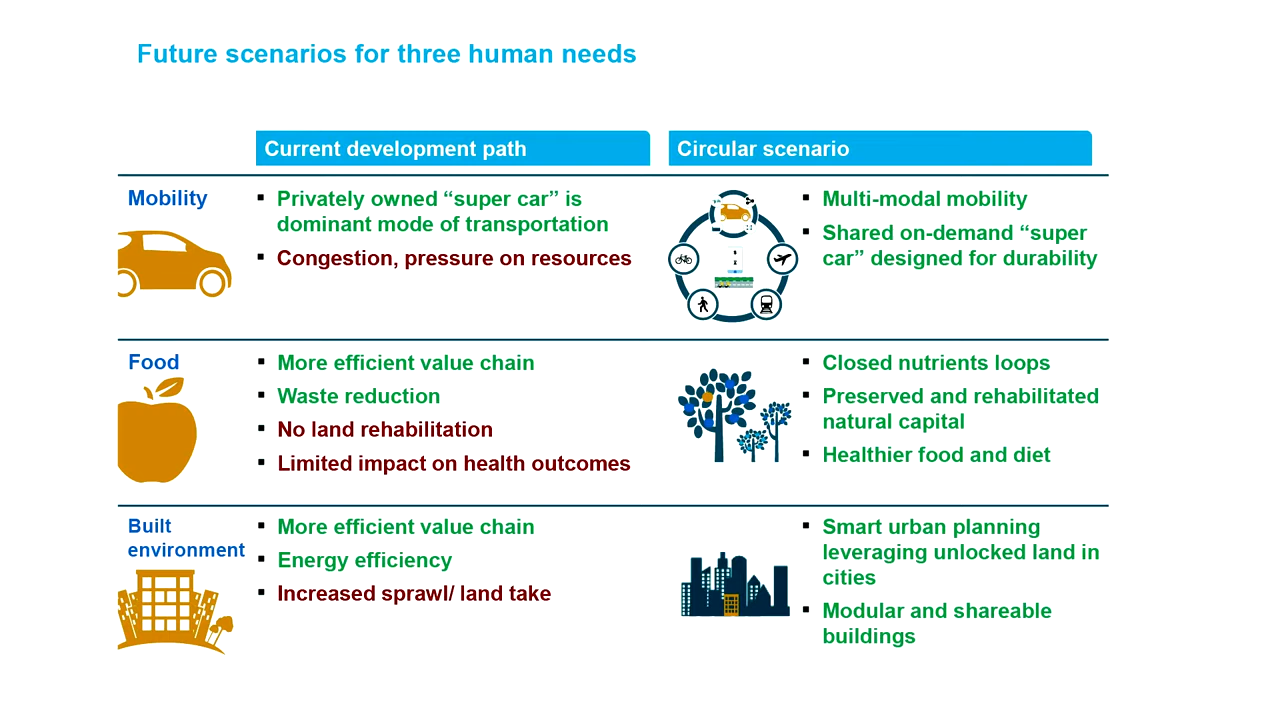 Future scenarios for three human needs
Current development path
Circular scenario
Mobility
▪ Privately owned “super car” is
dominant mode of transportation
▪ Congestion, pressure on resources
▪ Multi-modal mobility
▪ Shared on-demand “super
car” designed for durability
Food
▪ More efficient value chain
▪ Waste reduction
▪ No land rehabilitation
▪ Limited impact on health outcomes
▪ Closed nutrients loops
▪ Preserved and rehabilitated
natural capital
▪ Healthier food and diet
Built
environment
▪ More efficient value chain
▪ Energy efficiency
▪ Increased sprawl/ land take
▪ Smart urban planning
leveraging unlocked land in
cities
▪ Modular and shareable
buildings